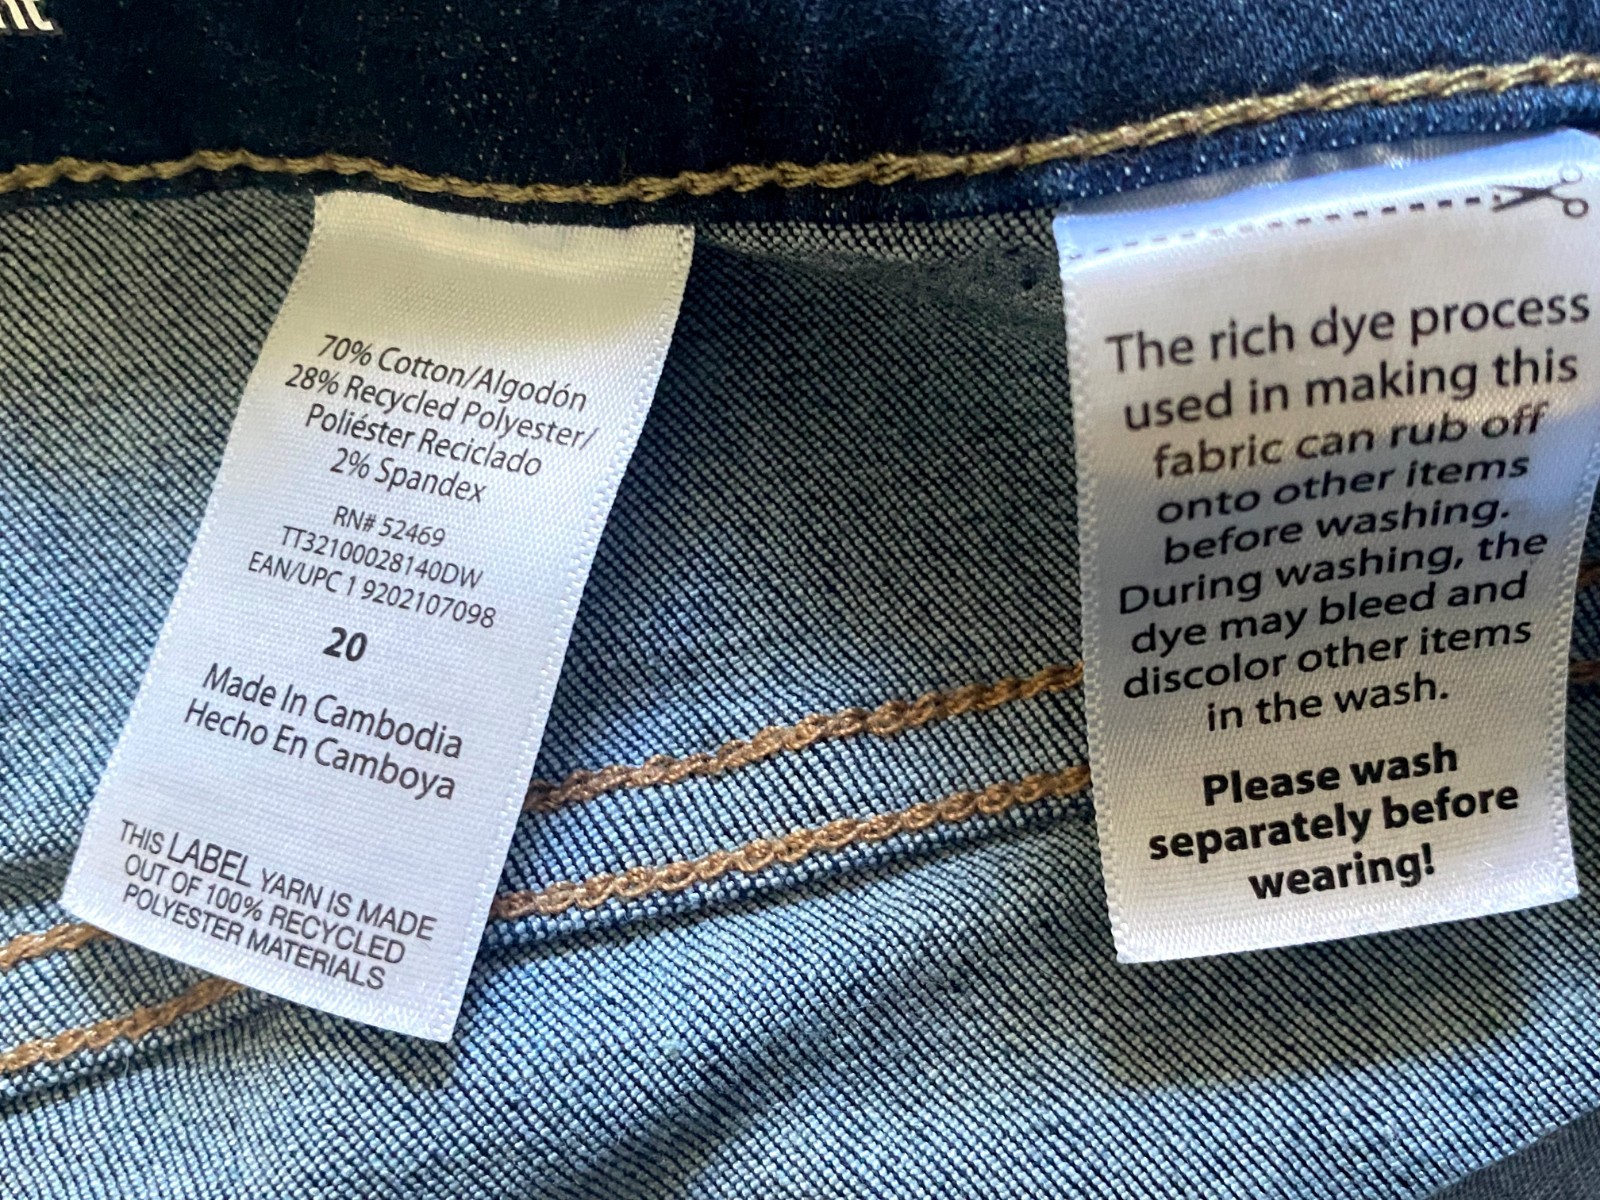 70% Cotton/Algodón
28% Recycled Polyester/
Poliéster Reciclado
2% Spandex
RN# 52469
TT32100028140DW
EAN/UPC 1 9202107098
20
Made In Cambodia
Hecho En Camboya
THIS LABEL YARN IS MADE
OUT OF 100% RECYCLED
POLYESTER MATERIALS
The rich dye process
used in making this
fabric can rub off
onto other items
before washing.
During washing, the
dye may bleed and
discolor other items
in the wash.
Please wash
separately before
wearing!